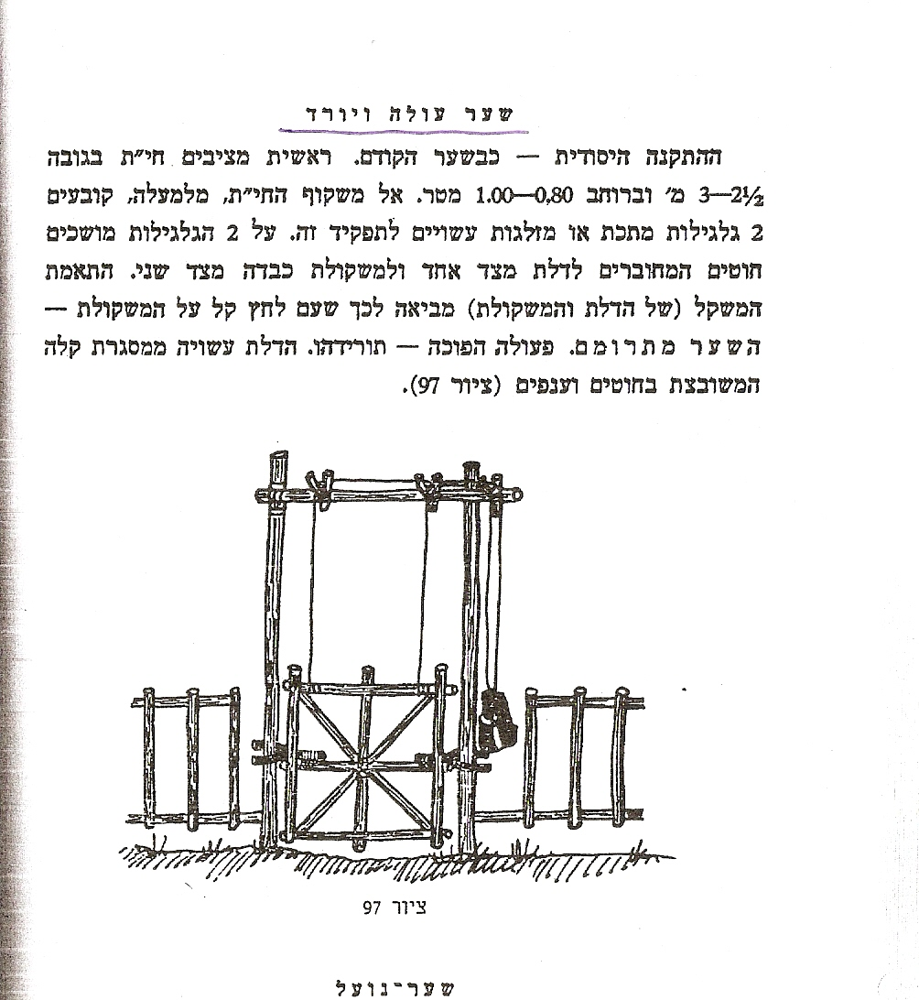 שער עולה ויורד
ההתקנה היסודית — כבשער הקודם. ראשית מציבים חי״ת בגובה
3—2½ מ׳ וברוחב 1.00—0.80 מטר. אל משקוף החי״ת, מלמעלה, קובעים
2 גלגילות מתכת או מזלגות עשויים לתפקיד זה. על 2 הגלגילות מושכים
חוטים המחוברים לדלת מצד אחד ולמשקולת כבדה מצד שני. התאמת
המשקל (של הדלת והמשקולת) מביאה לכך שעם לחץ קל על המשקולת —
השער מתרומם. פעולה הפוכה — תורידהו. הדלת עשויה ממסגרת קלה
המשובצת בחוטים וענפים (ציור 97).
ציור 97
שער־נועל